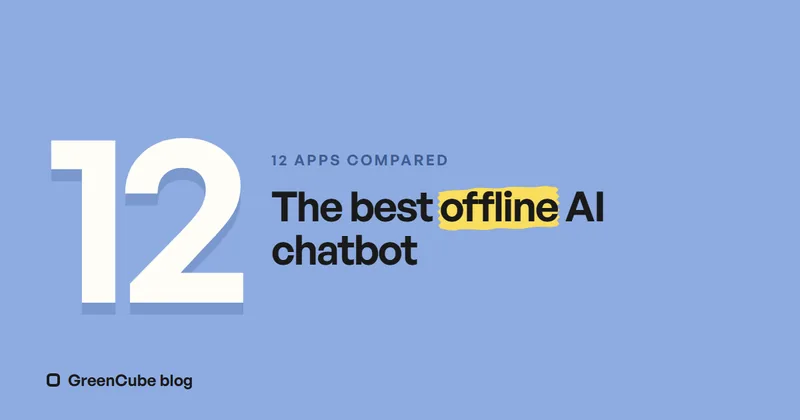 12
12 APPS COMPARED
The best offline AI
chatbot
GreenCube blog